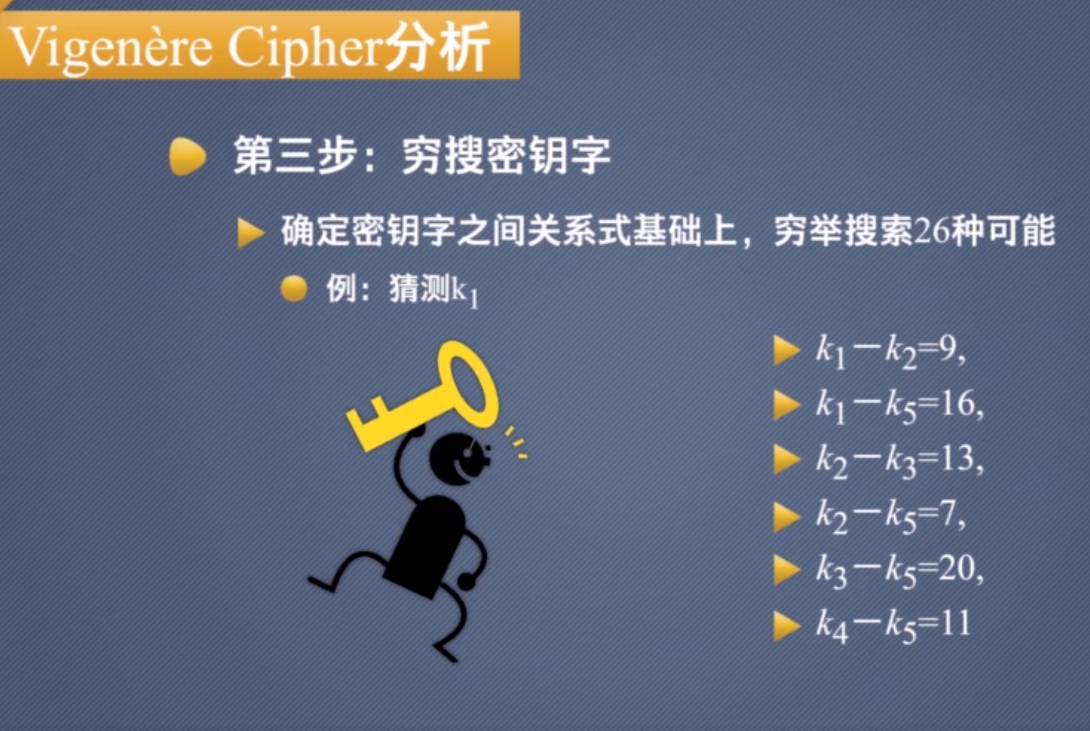 Vigenère Cipher分析
第三步：穷搜密钥字
确定密钥字之间关系式基础上，穷举搜索26种可能
例：猜测k₁
k₁－k₂=9,
k₁－k₅=16,
k₂－k₃=13,
k₂－k₅=7,
k₃－k₅=20,
k₄－k₅=11